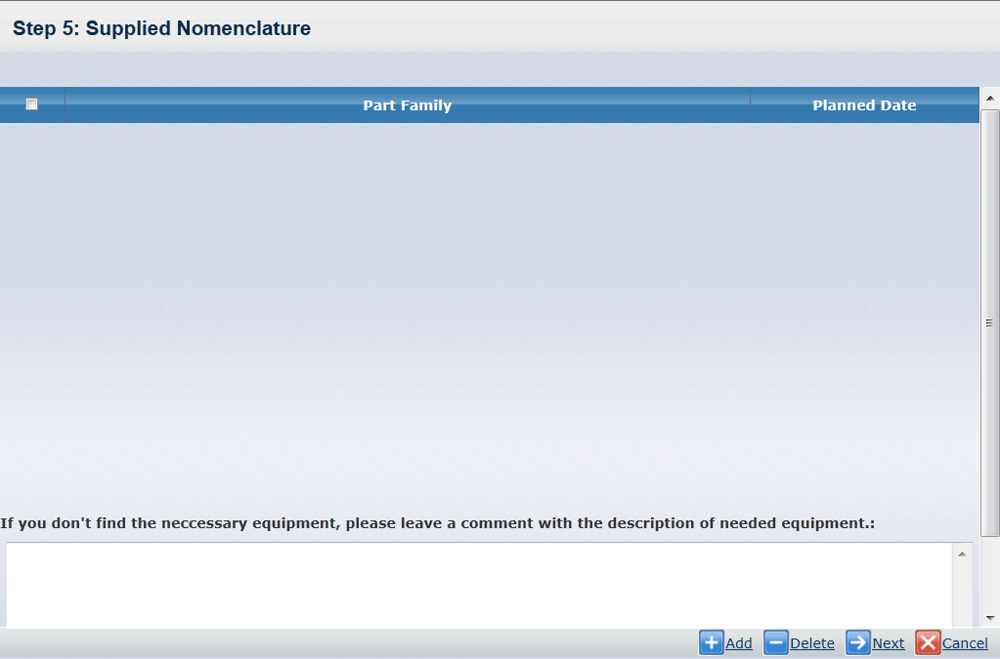 Step 5: Supplied Nomenclature
Part Family Planned Date
If you don't find the neccessary equipment, please leave a comment with the description of needed equipment.:
Add Delete Next Cancel